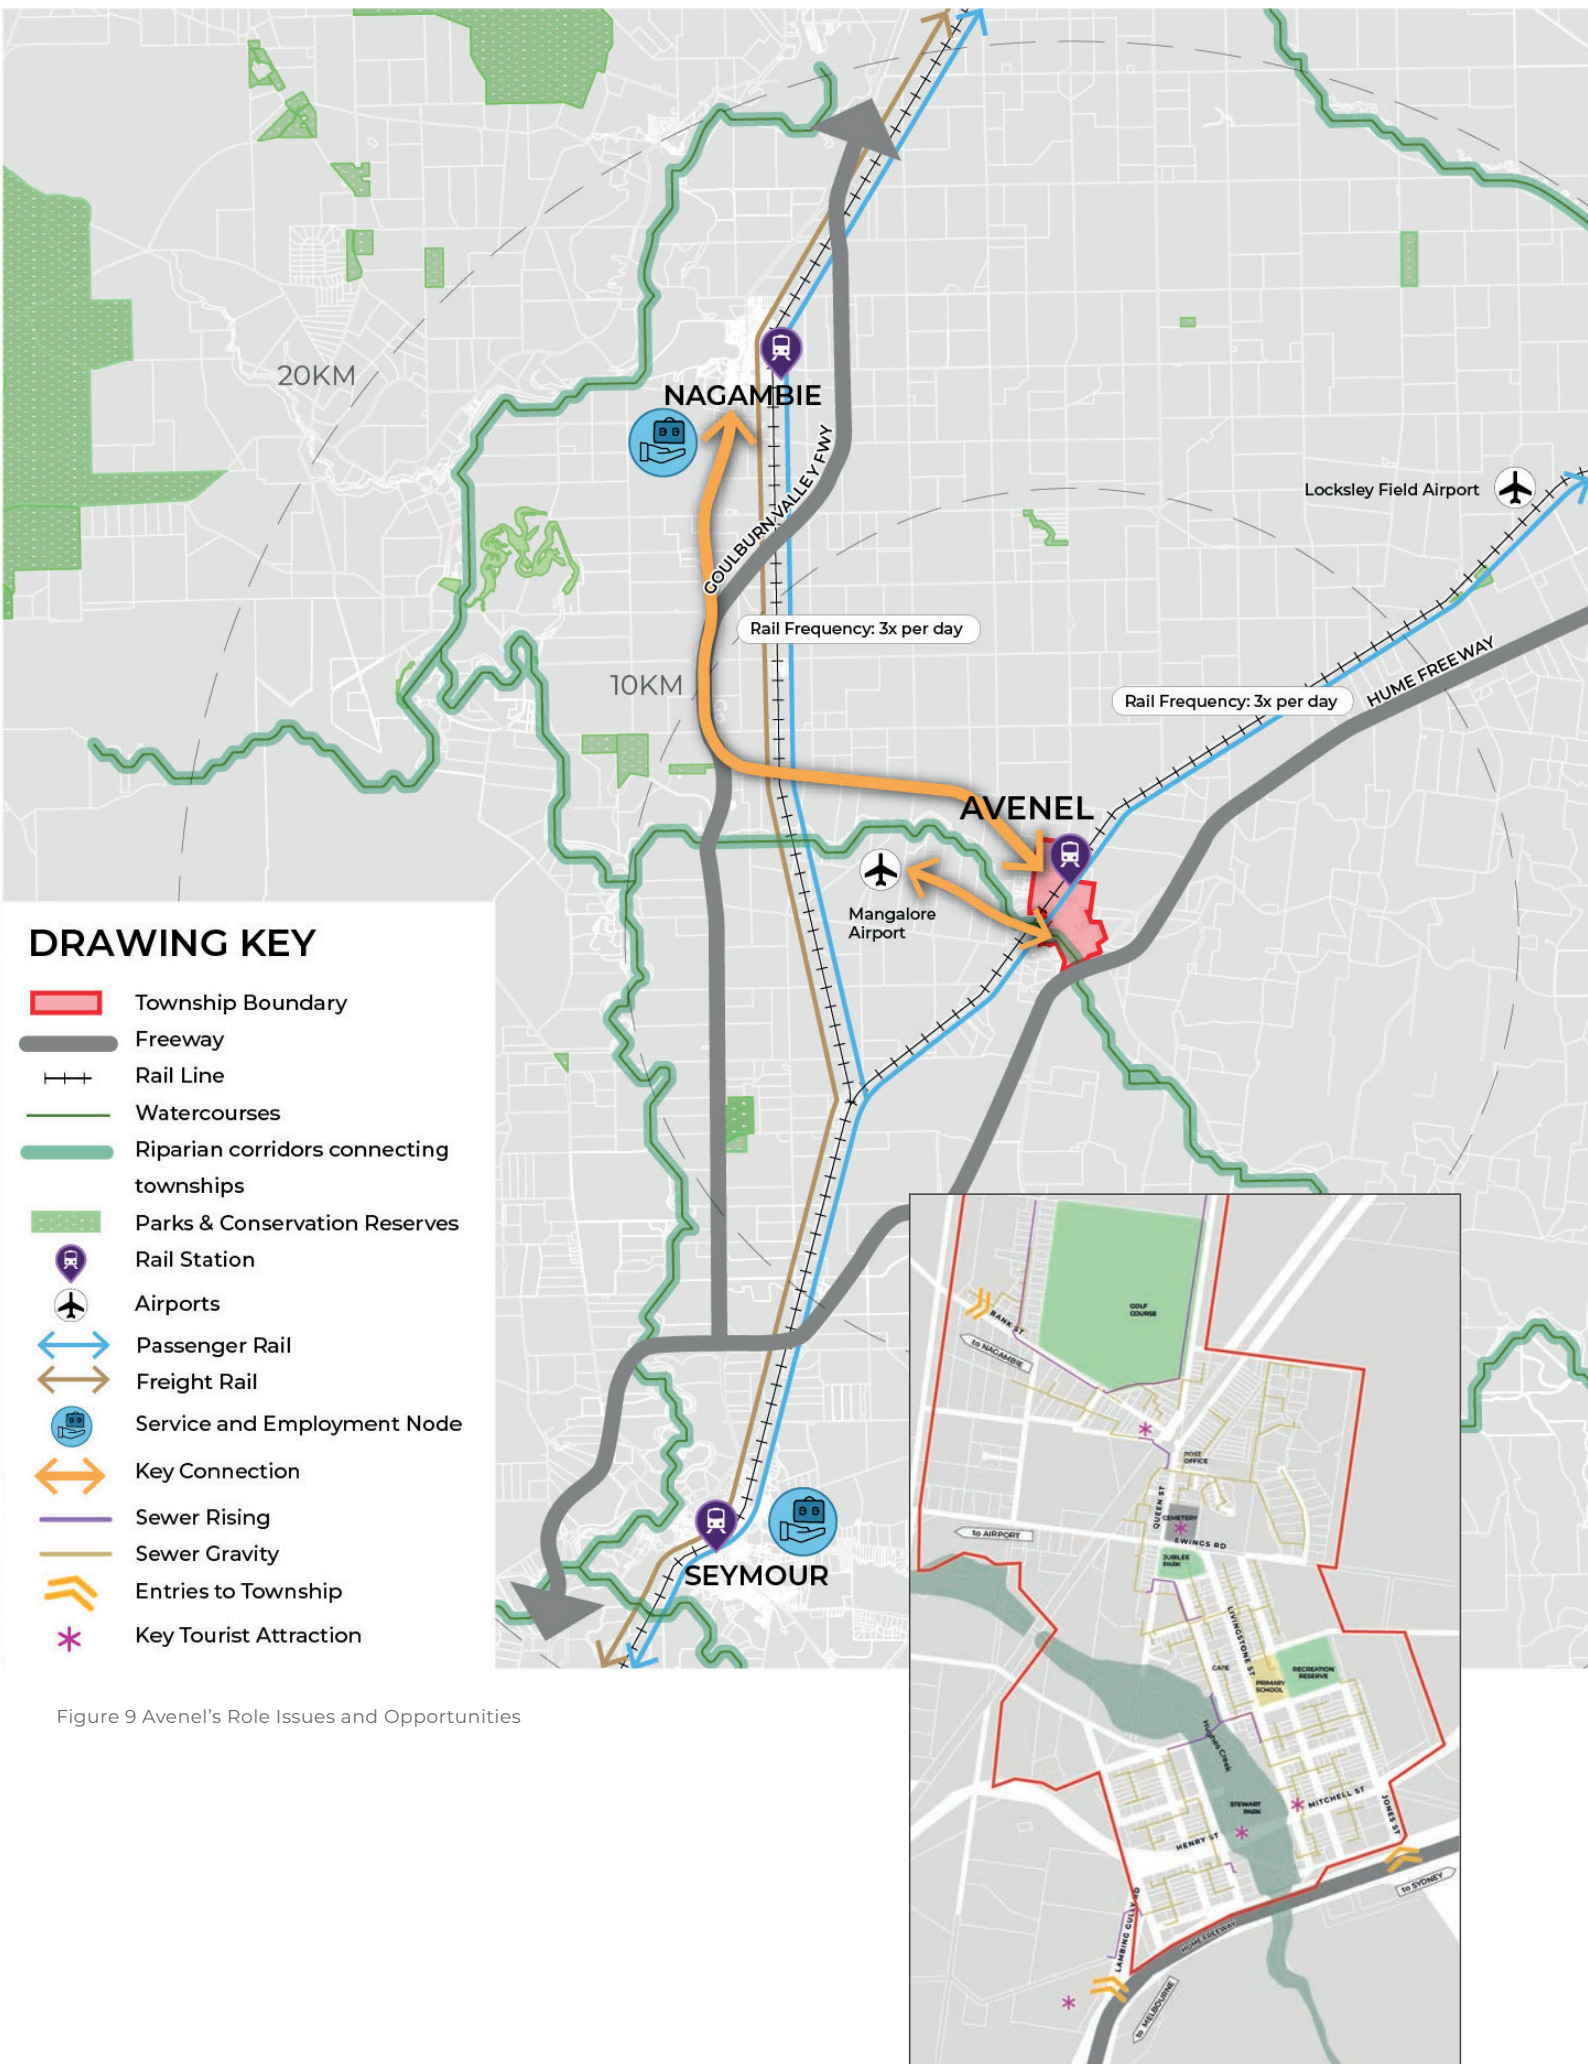 20KM
NAGAMBIE
GOULBURN VALLEY FWY
Locksley Field Airport
Rail Frequency: 3x per day
10KM
Rail Frequency: 3x per day
HUME FREEWAY
AVENEL
Mangalore
Airport
DRAWING KEY
Township Boundary
Freeway
Rail Line
Watercourses
Riparian corridors connecting
townships
Parks & Conservation Reserves
Rail Station
Airports
Passenger Rail
Freight Rail
Service and Employment Node
Key Connection
Sewer Rising
Sewer Gravity
Entries to Township
Key Tourist Attraction
SEYMOUR
GOLF
COURSE
BANK ST
to NAGAMBIE
POST
OFFICE
QUEEN ST
CEMETERY
to AIRPORT
EWINGS RD
JUBILEE
PARK
LIVINGSTONE ST
CAFE
PRIMARY
SCHOOL
RECREATION
RESERVE
Hughes Creek
STEWART
PARK
MITCHELL ST
JONES ST
HENRY ST
to SYDNEY
LAMBING GULLY RD
HUME FREEWAY
to MELBOURNE
Figure 9 Avenel's Role Issues and Opportunities